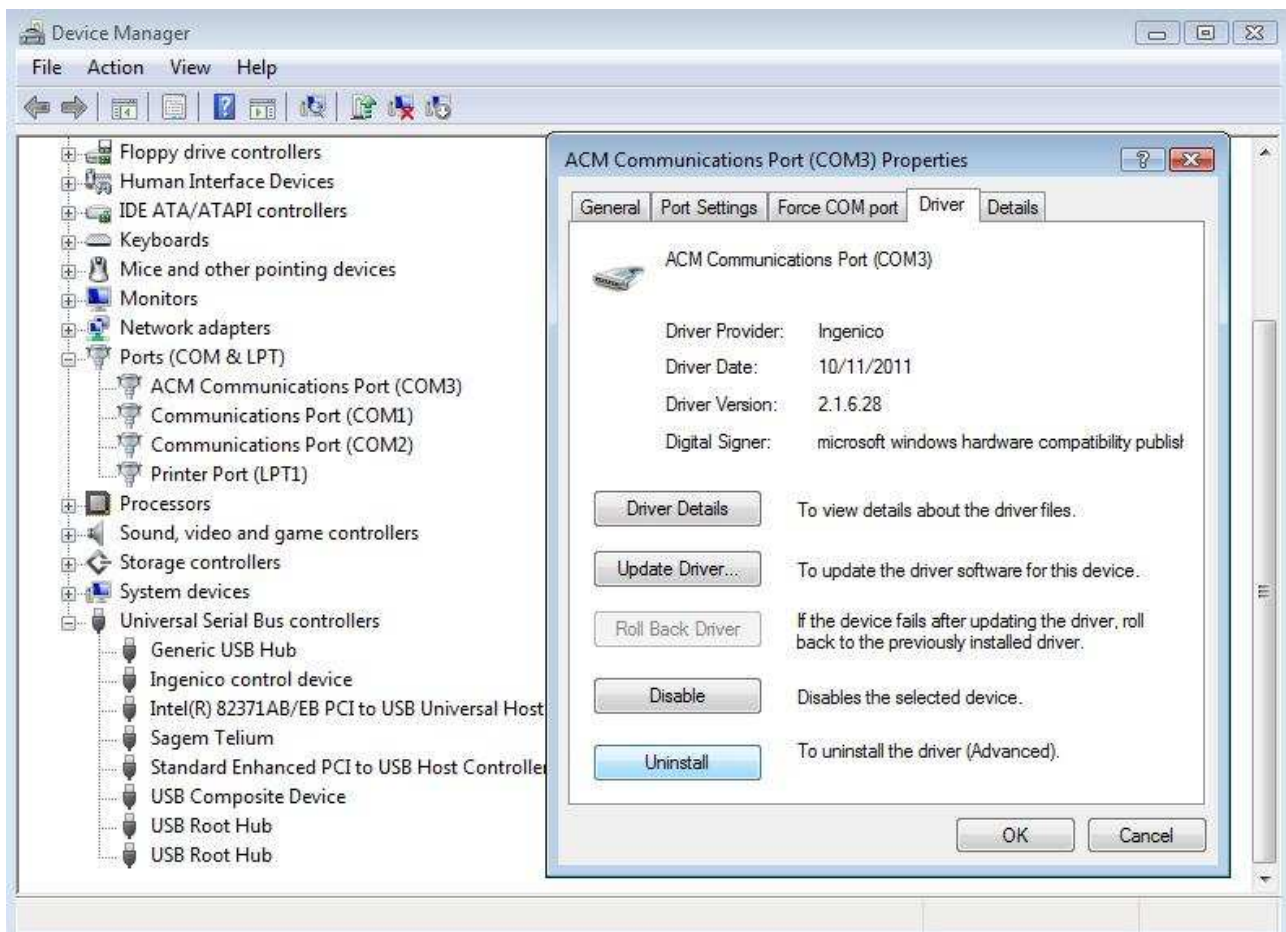 Device Manager
File Action View Help
Floppy drive controllers
Human Interface Devices
IDE ATA/ATAPI controllers
Keyboards
Mice and other pointing devices
Monitors
Network adapters
Ports (COM & LPT)
ACM Communications Port (COM3)
Communications Port (COM1)
Communications Port (COM2)
Printer Port (LPT1)
Processors
Sound, video and game controllers
Storage controllers
System devices
Universal Serial Bus controllers
Generic USB Hub
Ingenico control device
Intel(R) 82371AB/EB PCI to USB Universal Host
Sagem Telium
Standard Enhanced PCI to USB Host Controller
USB Composite Device
USB Root Hub
USB Root Hub
ACM Communications Port (COM3) Properties
General Port Settings Force COM port Driver Details
ACM Communications Port (COM3)
Driver Provider: Ingenico
Driver Date: 10/11/2011
Driver Version: 2.1.6.28
Digital Signer: microsoft windows hardware compatibility publish
Driver Details To view details about the driver files.
Update Driver... To update the driver software for this device.
Roll Back Driver If the device fails after updating the driver, roll
back to the previously installed driver.
Disable Disables the selected device.
Uninstall To uninstall the driver (Advanced).
OK Cancel